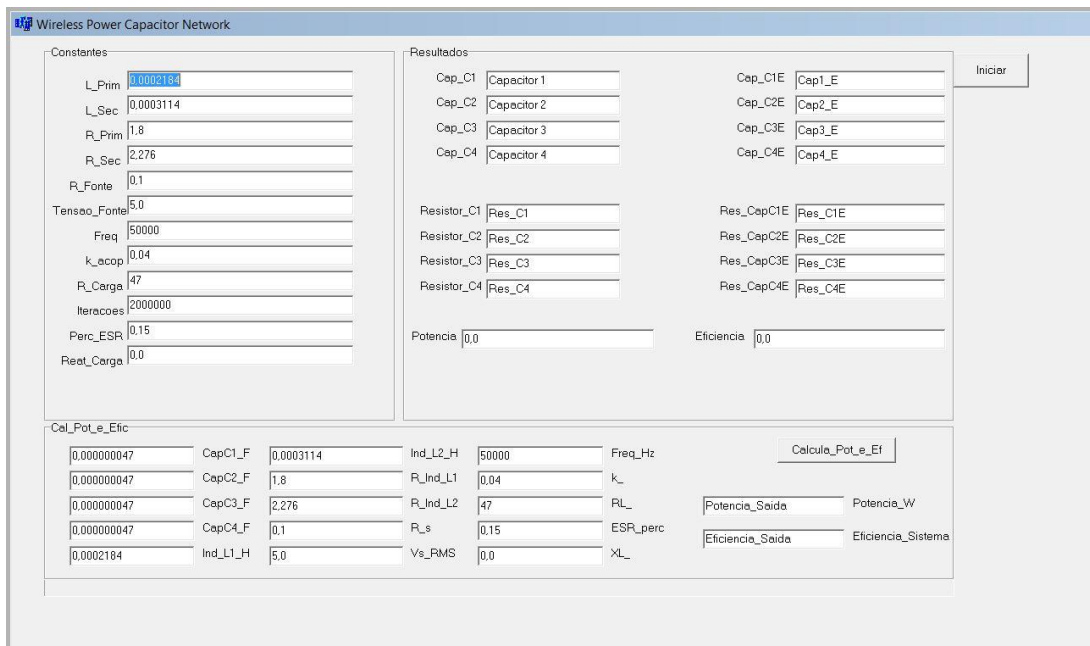 Wireless Power Capacitor Network
Constantes
L_Prim 0,0002184
L_Sec 0,0003114
R_Prim 1,8
R_Sec 2,276
R_Fonte 0,1
Tensao_Fonte 5,0
Freq 50000
k_acop 0,04
R_Carga 47
Iteracoes 2000000
Perc_ESR 0,15
Reat_Carga 0,0
Resultados
Cap_C1 Capacitor 1 Cap_C1E Cap1_E
Cap_C2 Capacitor 2 Cap_C2E Cap2_E
Cap_C3 Capacitor 3 Cap_C3E Cap3_E
Cap_C4 Capacitor 4 Cap_C4E Cap4_E
Resistor_C1 Res_C1 Res_CapC1E Res_C1E
Resistor_C2 Res_C2 Res_CapC2E Res_C2E
Resistor_C3 Res_C3 Res_CapC3E Res_C3E
Resistor_C4 Res_C4 Res_CapC4E Res_C4E
Potencia 0,0 Eficiencia 0,0
Iniciar
Cal_Pot_e_Efic
0,000000047 CapC1_F 0,0003114 Ind_L2_H 50000 Freq_Hz
0,000000047 CapC2_F 1,8 R_Ind_L1 0,04 k_
0,000000047 CapC3_F 2,276 R_Ind_L2 47 RL_
0,000000047 CapC4_F 0,1 R_s 0,15 ESR_perc
0,0002184 Ind_L1_H 5,0 Vs_RMS 0,0 XL_
Calcula_Pot_e_Ef
Potencia_Saida Potencia_W
Eficiencia_Saida Eficiencia_Sistema